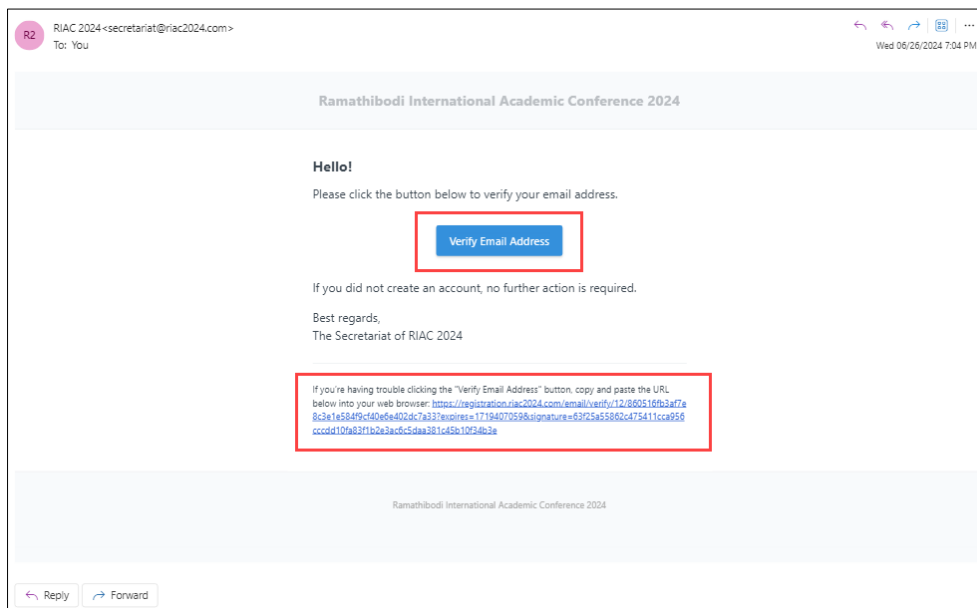 R2
RIAC 2024<secretariat@riac2024.com>
To: You
Wed 06/26/2024 7:04 PM
Ramathibodi International Academic Conference 2024
Hello!
Please click the button below to verify your email address.
Verify Email Address
If you did not create an account, no further action is required.
Best regards,
The Secretariat of RIAC 2024
If you're having trouble clicking the "Verify Email Address" button, copy and paste the URL
below into your web browser: https://registration.riac2024.com/email/verify/12/860516fb3af7e
8c3e1e584f9cf40e6e402dc7a33?expires=1719407059&signature=63f25a55862c475411cca956
cccdd10fa83f1b2e3ac6c5daa381c45b10f34b3e
Ramathibodi International Academic Conference 2024
Reply
Forward